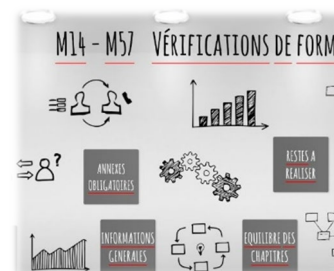 M14 - M57 VÉRIFICATIONS DE FORM
?
ANNEXES
OBLIGATOIRES
RESTES A
REALISER
INFORMATIONS
GENERALES
EQUILIBRE DES
CHAPITRES